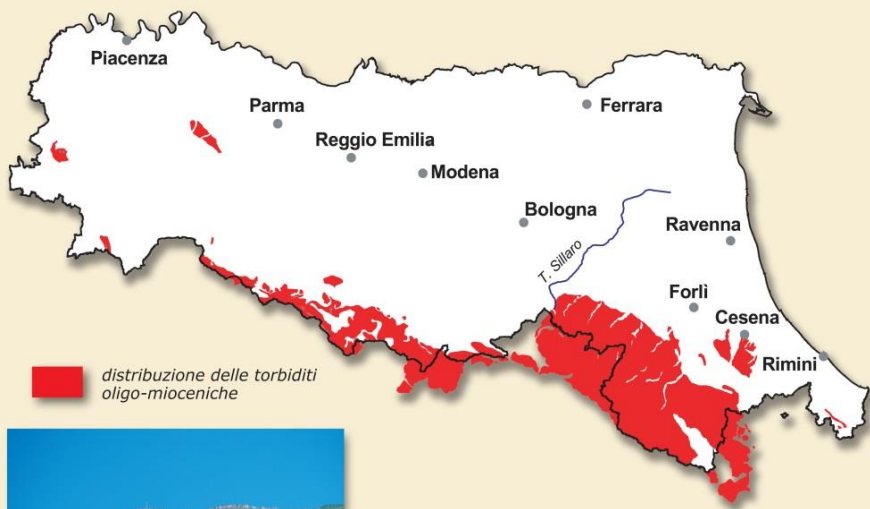 Piacenza
Parma
Ferrara
Reggio Emilia
Modena
Bologna
Ravenna
T. Sillaro
Forlì
Cesena
Rimini
distribuzione delle torbiditi
oligo-mioceniche